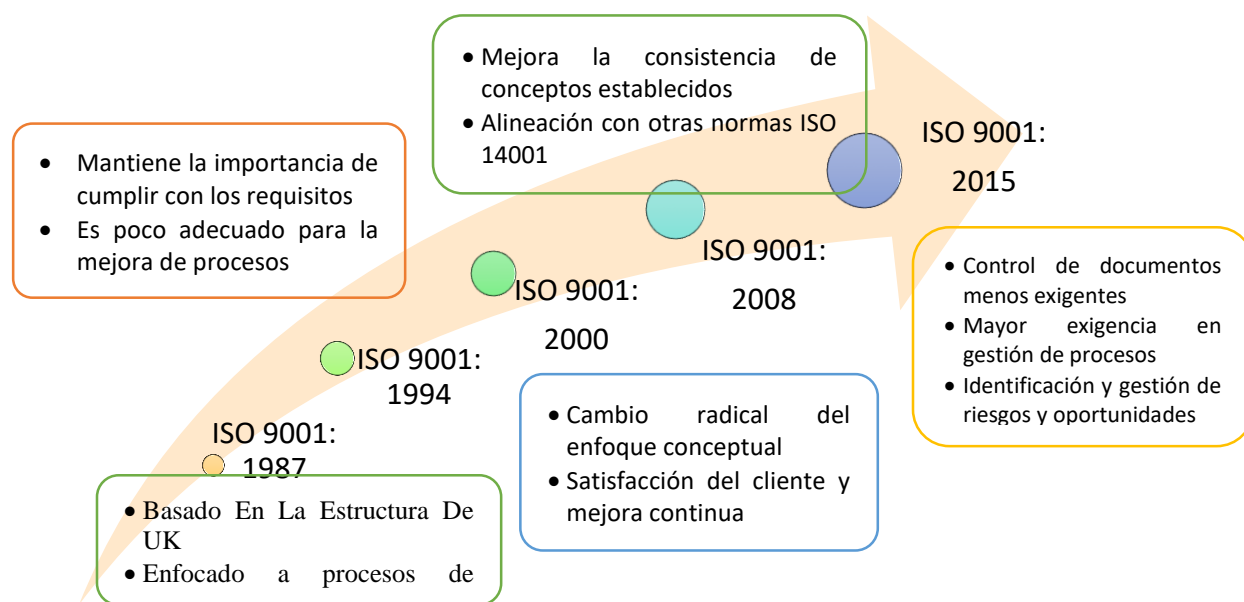 • Mejora la consistencia de
conceptos establecidos
• Alineación con otras normas ISO
14001
• Mantiene la importancia de
cumplir con los requisitos
• Es poco adecuado para la
mejora de procesos
ISO 9001:
2015
ISO 9001:
2008
ISO 9001:
2000
ISO 9001:
1994
ISO 9001:
1987
• Control de documentos
menos exigentes
• Mayor exigencia en
gestión de procesos
• Identificación y gestión de
riesgos y oportunidades
• Cambio radical del
enfoque conceptual
• Satisfacción del cliente y
mejora continua
• Basado En La Estructura De
UK
• Enfocado a procesos de